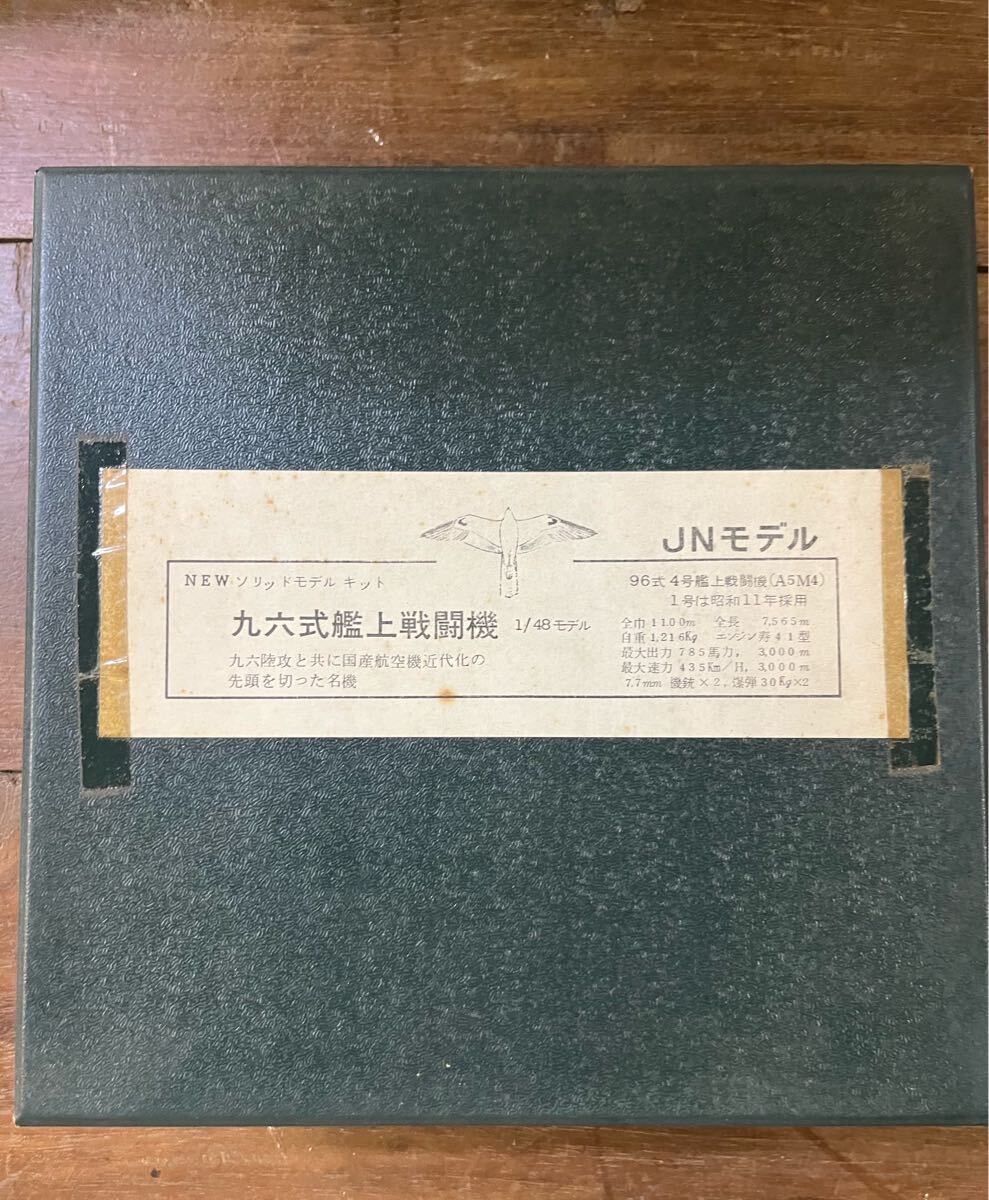 JNモデル
NEW ソリッドモデル キット
九六式艦上戦闘機 1/48モデル
九六陸攻と共に国産航空機近代化の
先頭を切った名機
96式4号艦上戦闘機(A5M4)
1号は昭和11年採用
全巾 11.00m 全長 7,565m
自重 1,216Kg エンジン寿41型
最大出力 785馬力, 3,000m
最大速力 435Km/H, 3,000m
7.7mm 機銃×2, 爆弾30Kg×2